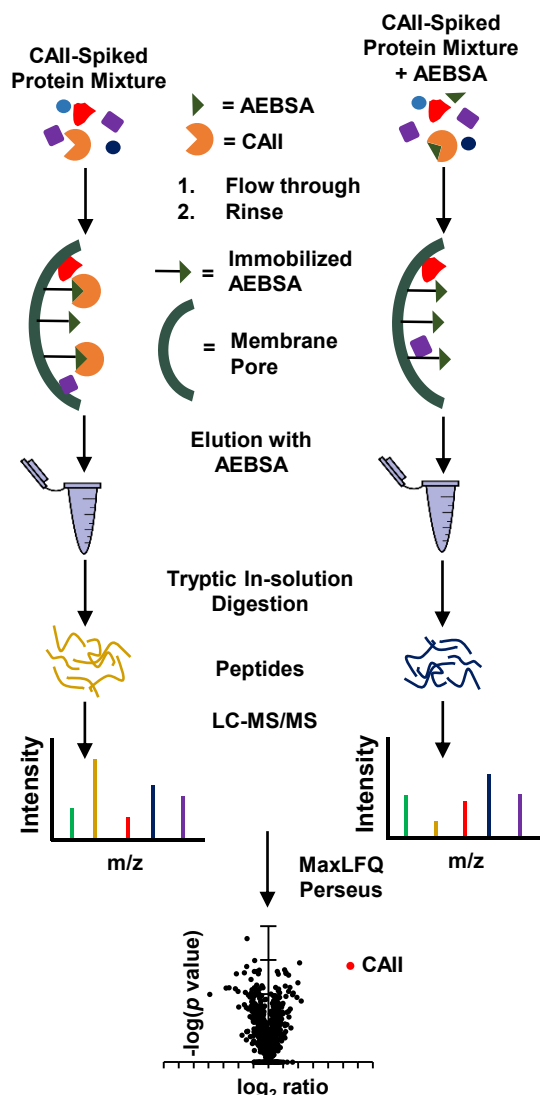 CAII-Spiked
Protein Mixture
CAII-Spiked
Protein Mixture
+ AEBSA
= AEBSA
= CAII
1. Flow through
2. Rinse
= Immobilized
AEBSA
= Membrane
Pore
Elution with
AEBSA
Tryptic In-solution
Digestion
Peptides
LC-MS/MS
Intensity
m/z
Intensity
m/z
MaxLFQ
Perseus
-log(p value)
CAII
log₂ ratio